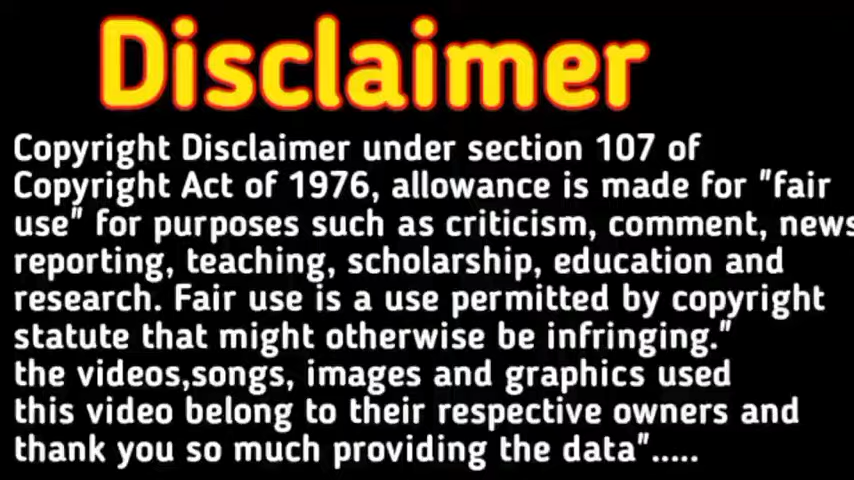 Disclaimer
Copyright Disclaimer under section 107 of
Copyright Act of 1976, allowance is made for "fair
use" for purposes such as criticism, comment, news
reporting, teaching, scholarship, education and
research. Fair use is a use permitted by copyright
statute that might otherwise be infringing."
the videos,songs, images and graphics used
this video belong to their respective owners and
thank you so much providing the data".....